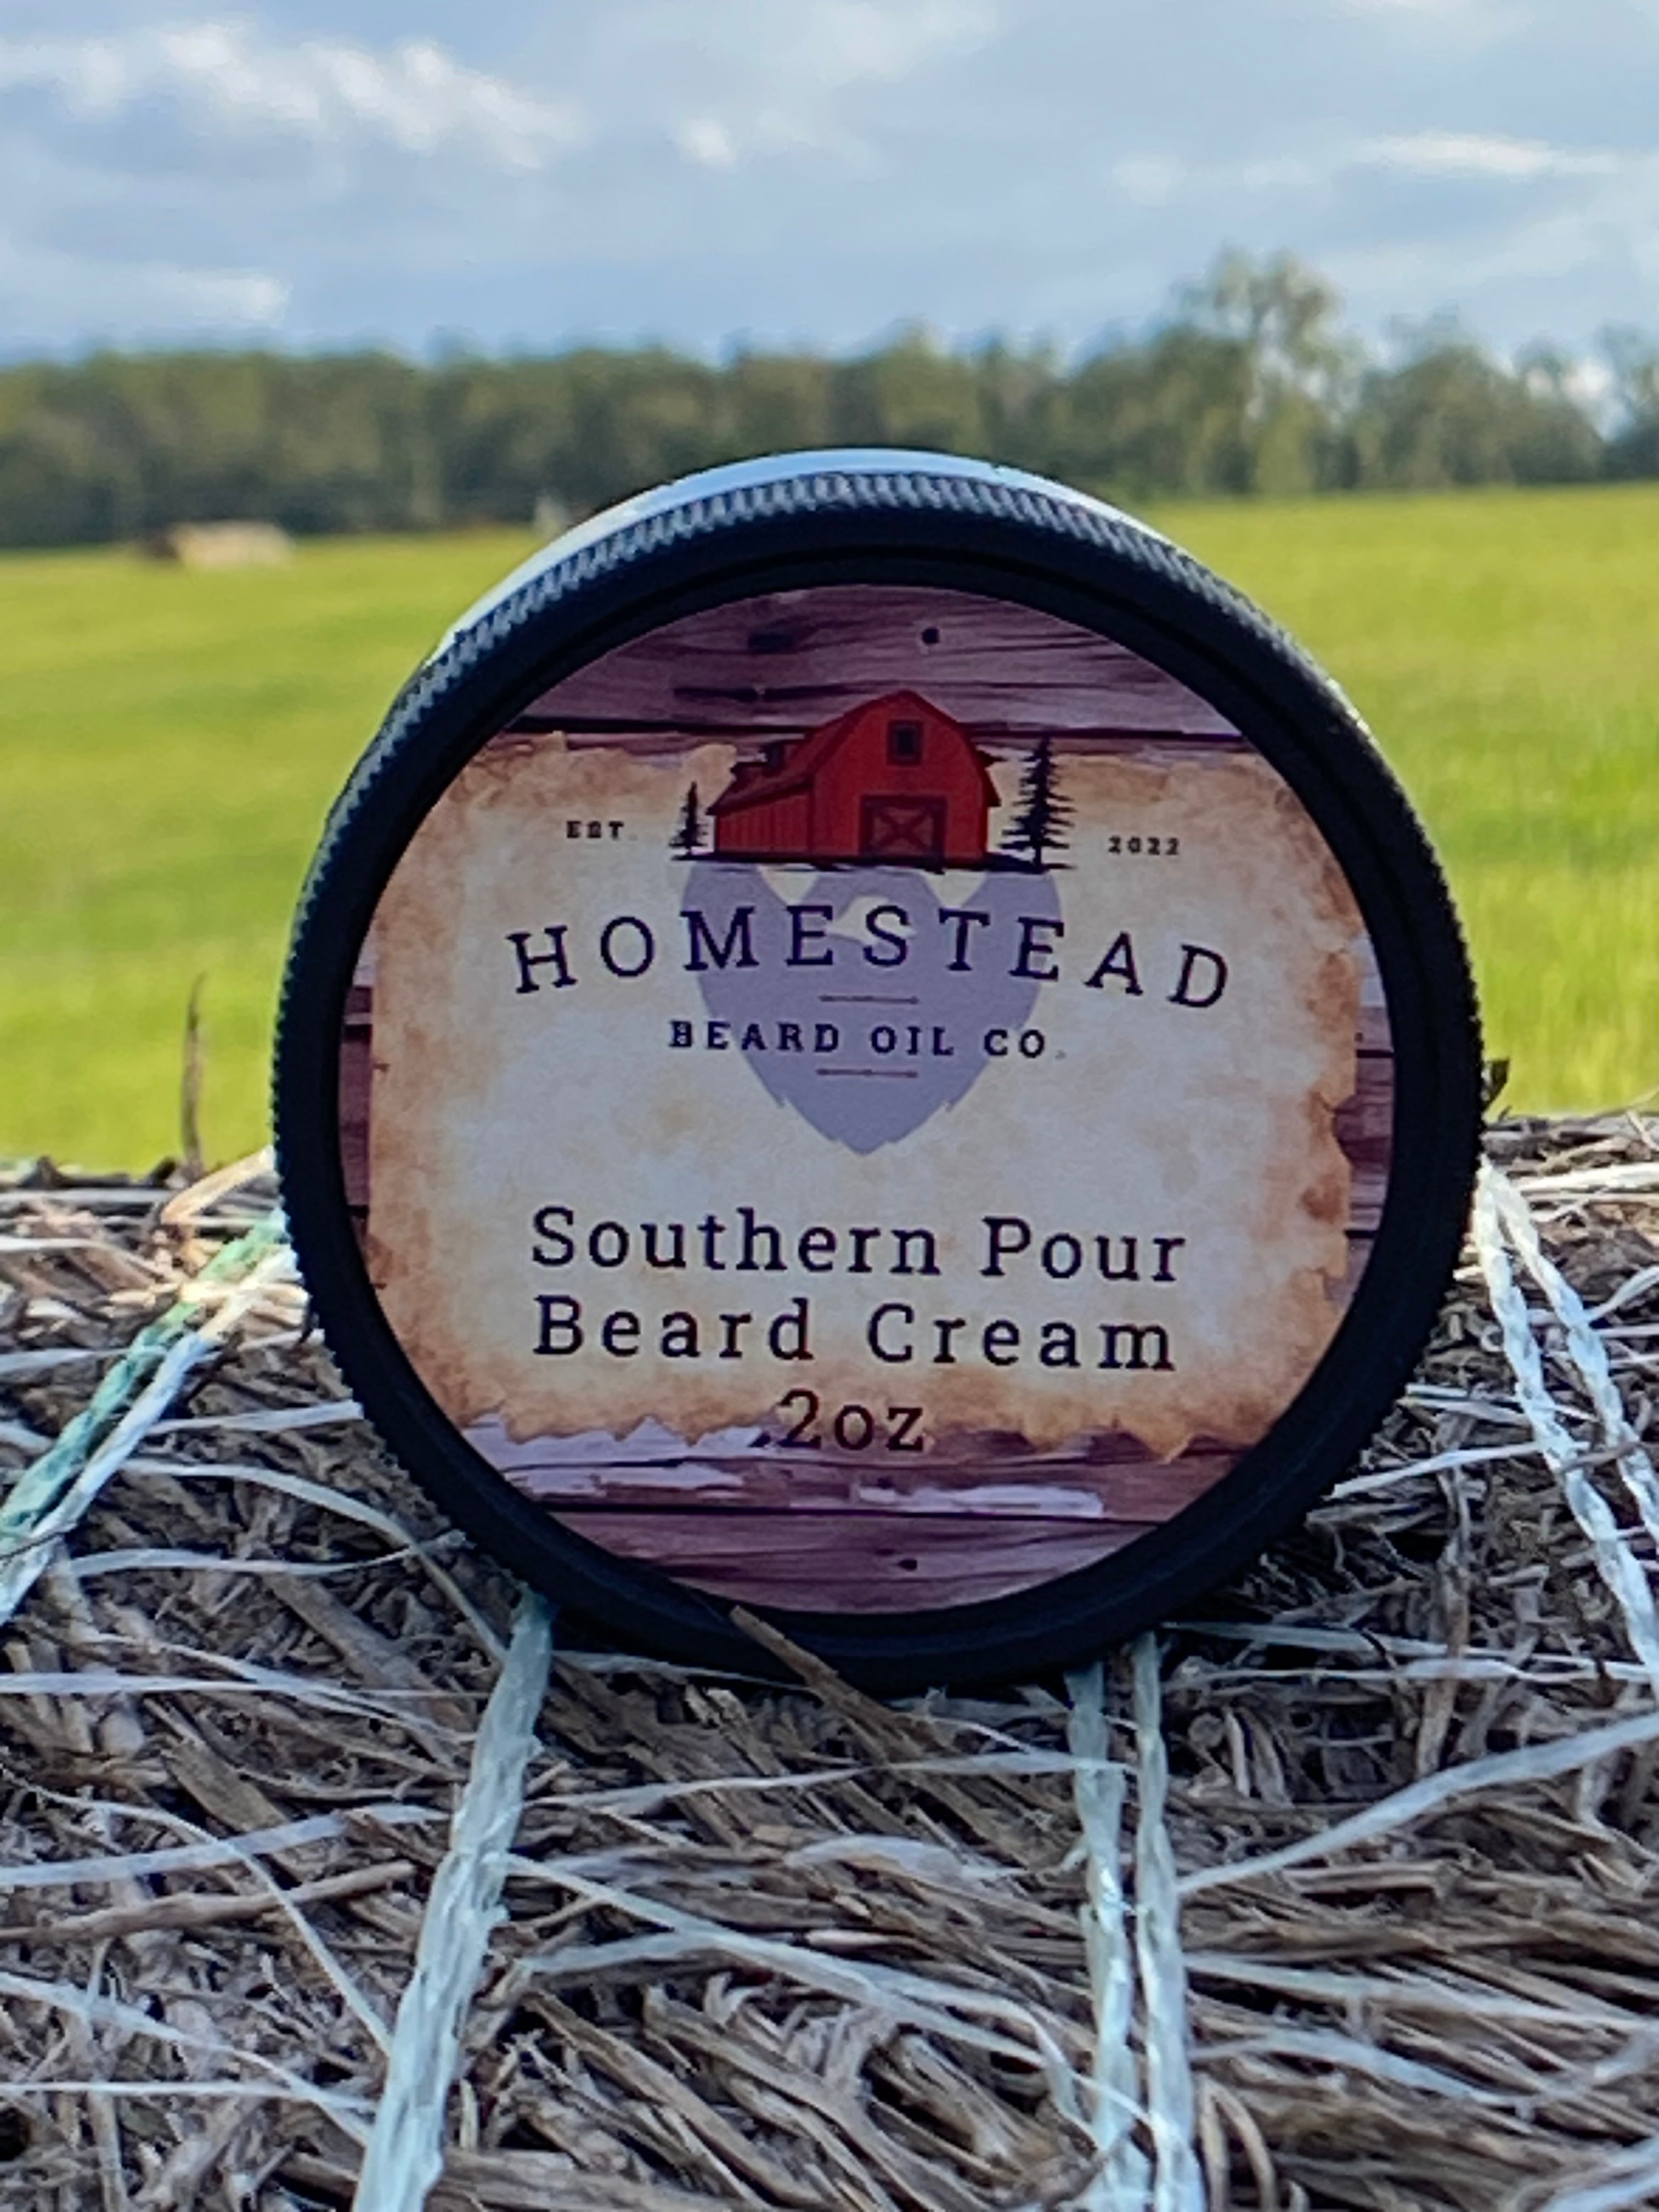 EST. 2022
HOMESTEAD
BEARD OIL CO.
Southern Pour
Beard Cream
2oz